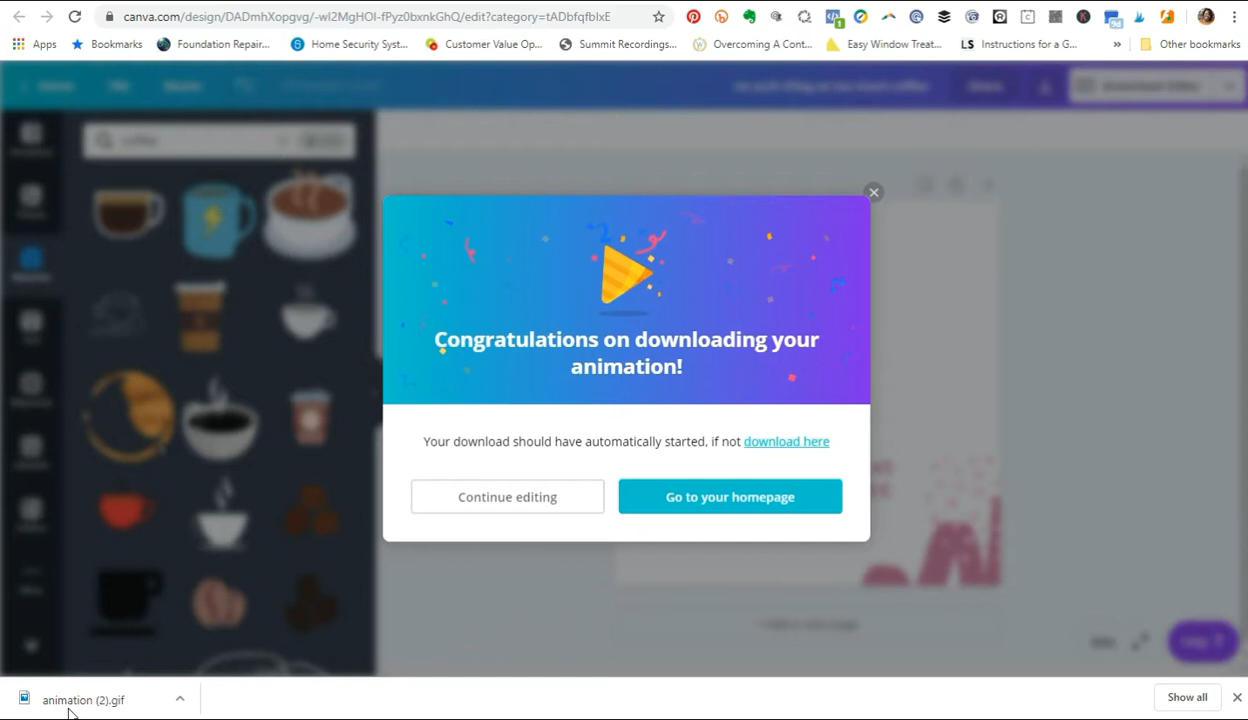 canva.com/design/DADmhXopgvg/-wl2MgHOI-fPyz0bxnkGhQ/edit?category=tADbfqfbIxE
Apps
Bookmarks
Foundation Repair...
Home Security Syst...
Customer Value Op...
Summit Recordings...
Overcoming A Cont...
Easy Window Treat...
LS
Instructions for a G...
»
Other bookmarks
Congratulations on downloading your
animation!
Your download should have automatically started, if not download here
Continue editing
Go to your homepage
animation (2).gif
Show all